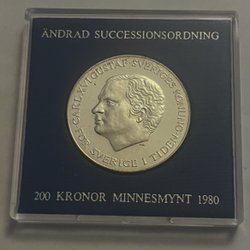 ÄNDRAD SUCCESSIONSORDNING
CARL·XVI·GUSTAF·SVERIGES KONUNG
FÖR SVERIGE I TIDEN
200 KRONOR MINNESMYNT 1980